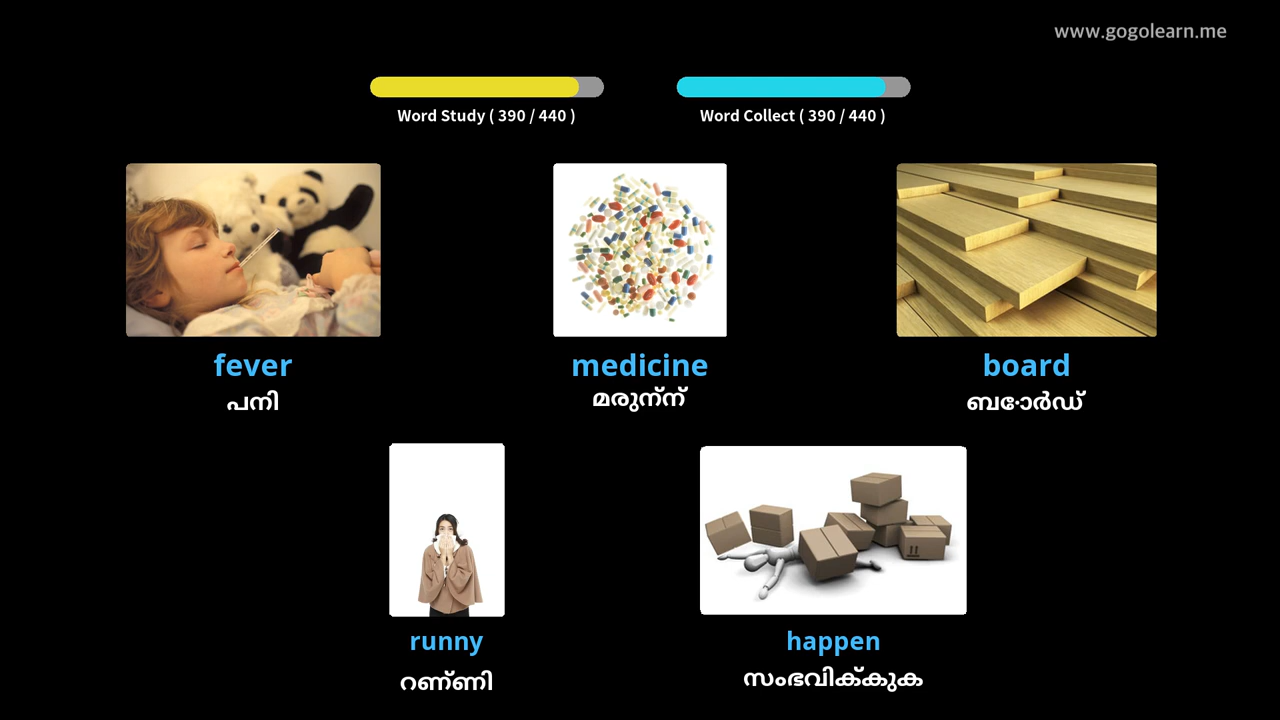 www.gogolearn.me
Word Study ( 390 / 440 )
Word Collect ( 390 / 440 )
fever
പനി
medicine
മരുന്ന്
board
ബോർഡ്
runny
റണ്ണി
happen
സംഭവിക്കുക